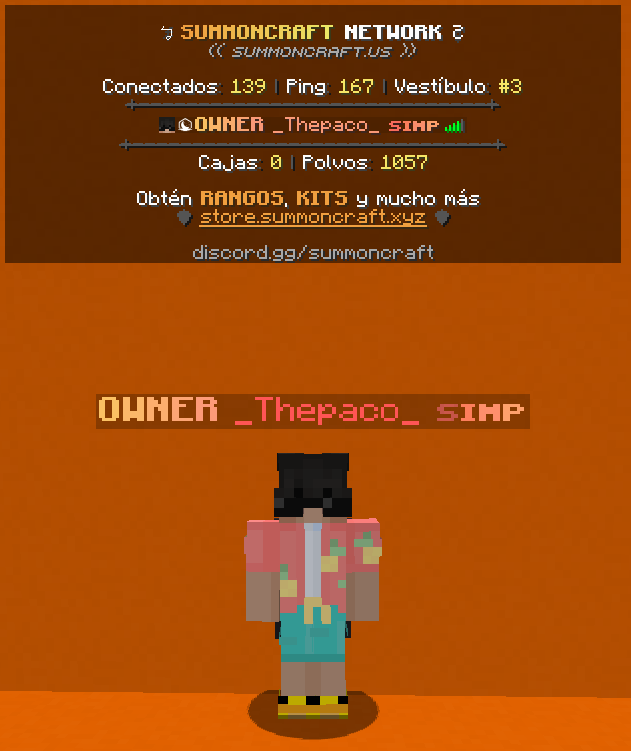 SUMMONCRAFT NETWORK
(( SUMMONCRAFT.US ))
Conectados: 139 | Ping: 167 | Vestíbulo: #3
OWNER _Thepaco_ SIMP
Cajas: 0 | Polvos: 1057
Obtén RANGOS, KITS y mucho más
store.summoncraft.xyz
discord.gg/summoncraft
OWNER _Thepaco_ SIMP